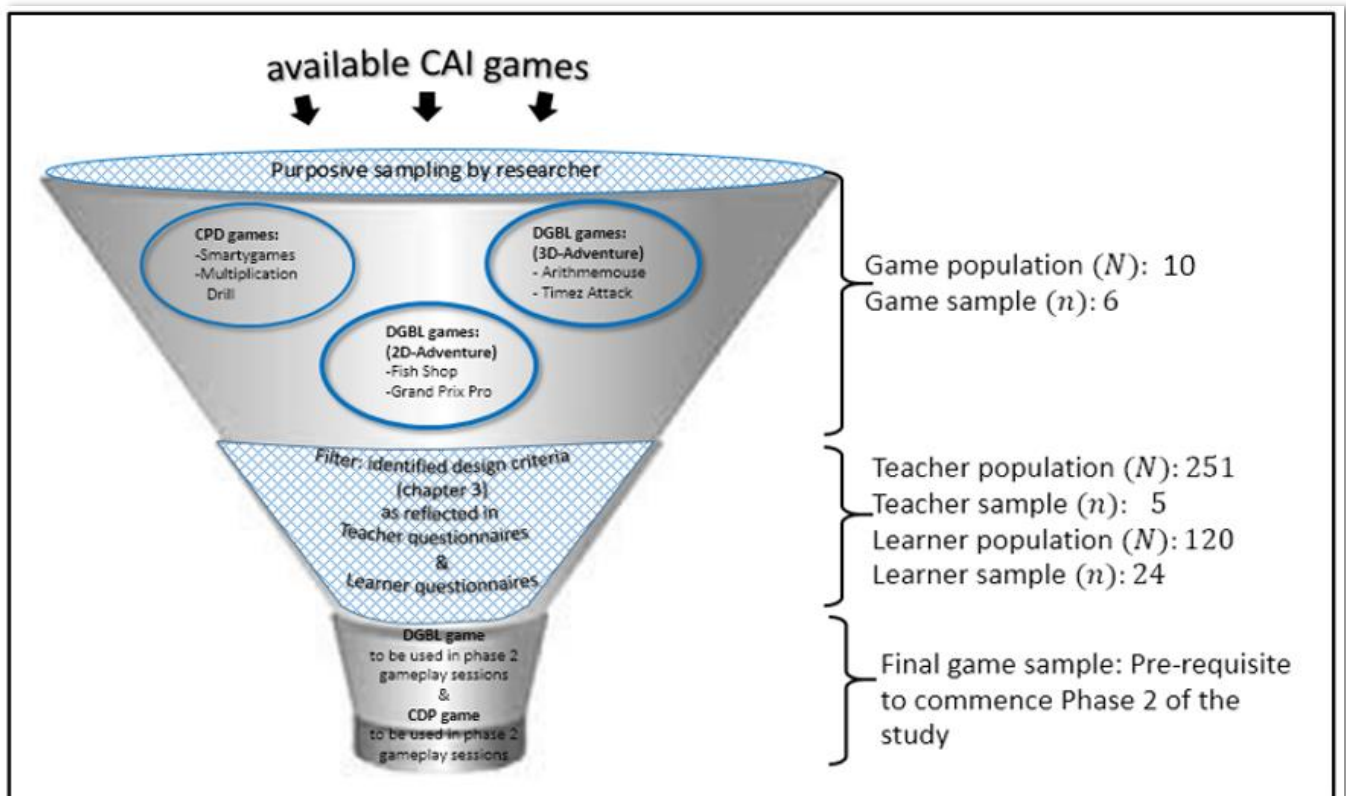 available CAI games
Purposive sampling by researcher
CPD games:
-Smartygames
-Multiplication
Drill
DGBL games:
(3D-Adventure)
- Arithmemouse
- Timez Attack
DGBL games:
(2D-Adventure)
-Fish Shop
-Grand Prix Pro
Game population (N): 10
Game sample (n): 6
Filter: identified design criteria
(chapter 3)
as reflected in
Teacher questionnaires
&
Learner questionnaires
Teacher population (N): 251
Teacher sample (n): 5
Learner population (N): 120
Learner sample (n): 24
DGBL game
to be used in phase 2
gameplay sessions
&
CDP game
to be used in phase 2
gameplay sessions
Final game sample: Pre-requisite
to commence Phase 2 of the
study